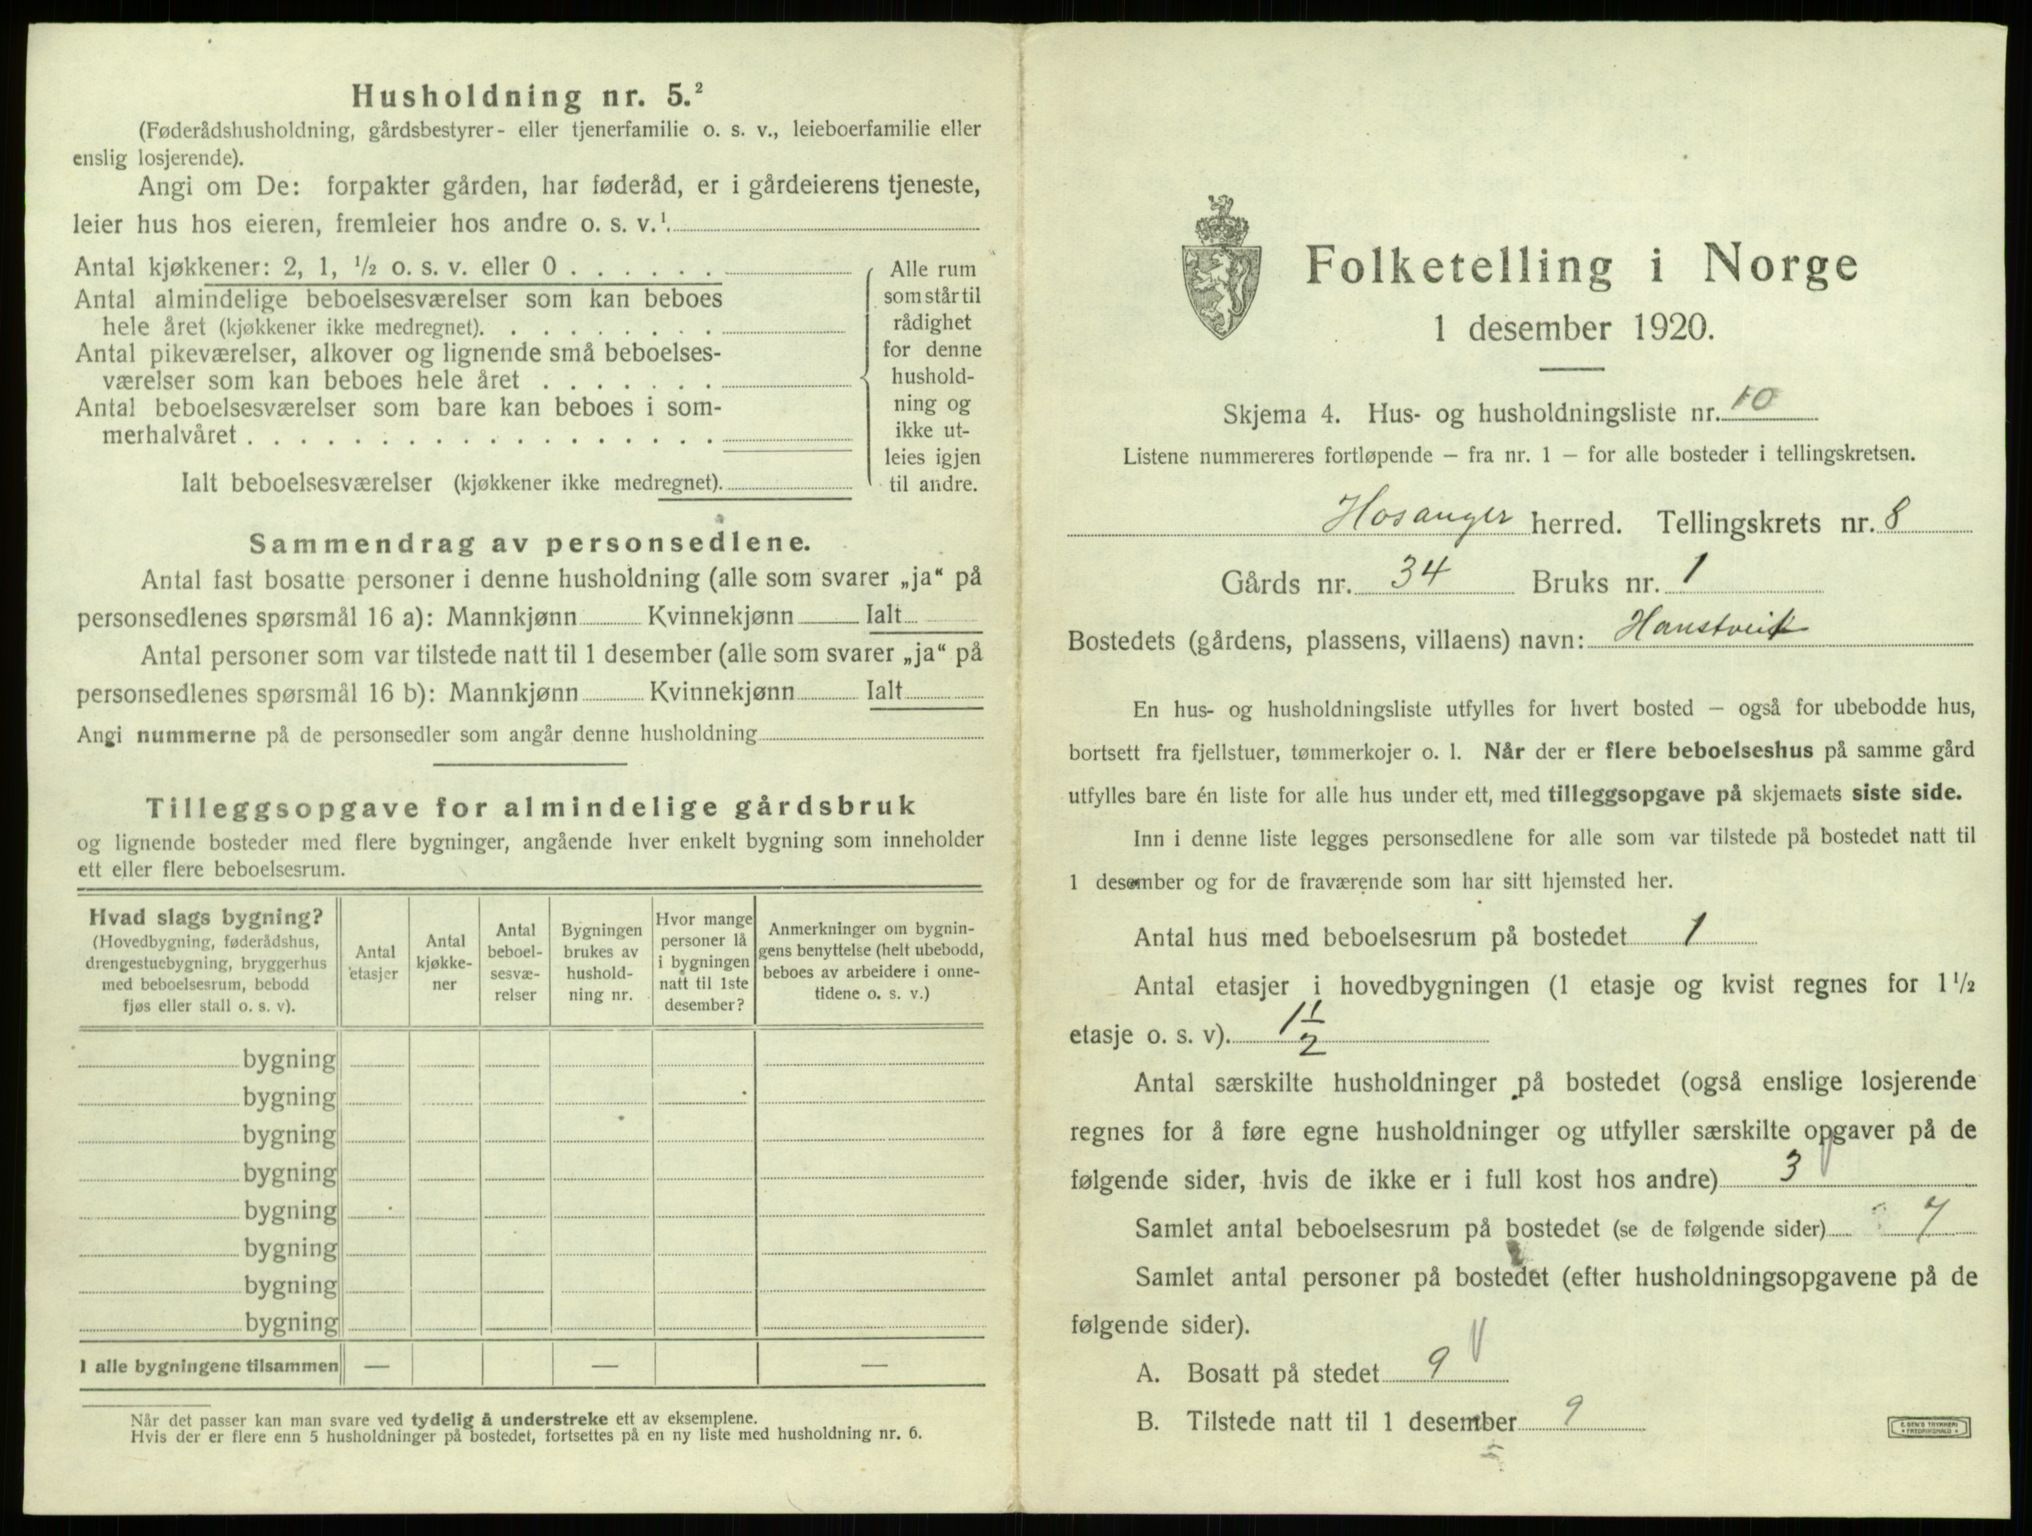 Husholdning nr. 5.²
(Føderådshusholdning, gårdsbestyrer- eller tjenerfamilie o. s. v., leieboerfamilie eller
enslig losjerende).
Angi om De: forpakter gården, har føderåd, er i gårdeierens tjeneste,
leier hus hos eieren, fremleier hos andre o. s. v.¹.
Antal kjøkkener: 2, 1, ½ o. s. v. eller 0 . . . . . .
Antal almindelige beboelsesværelser som kan beboes
hele året (kjøkkener ikke medregnet). . . . . . . . .
Antal pikeværelser, alkover og lignende små beboelses-
værelser som kan beboes hele året . . . . . . .
Antal beboelsesværelser som bare kan beboes i som-
merhalvåret . . . . . . . . . . . . . . . . . .
Ialt beboelsesværelser (kjøkkener ikke medregnet).
Alle rum
som står til
rådighet
for denne
hushold-
ning og
ikke ut-
leies igjen
til andre.
Sammendrag av personsedlene.
Antal fast bosatte personer i denne husholdning (alle som svarer „ja“ på
personsedlenes spørsmål 16 a): Mannkjønn Kvinnekjønn Ialt
Antal personer som var tilstede natt til 1 desember (alle som svarer „ja“ på
personsedlenes spørsmål 16 b): Mannkjønn Kvinnekjønn Ialt
Angi nummerne på de personsedler som angår denne husholdning
Tilleggsopgave for almindelige gårdsbruk
og lignende bosteder med flere bygninger, angående hver enkelt bygning som inneholder
ett eller flere beboelsesrum.
Hvad slags bygning?
(Hovedbygning, føderådshus,
drengestuebygning, bryggerhus
med beboelsesrum, bebodd
fjøs eller stall o. s. v).
Antal
etasjer
Antal
kjøkke-
ner
Antal
beboel-
sesvæ-
relser
Bygningen
brukes av
hushold-
ning nr.
Hvor mange
personer lå
i bygningen
natt til 1ste
desember?
Anmerkninger om bygnin-
gens benyttelse (helt ubebodd,
beboes av arbeidere i onne-
tidene o. s. v.)
bygning
bygning
bygning
bygning
bygning
bygning
bygning
bygning
I alle bygningene tilsammen — — —
Når det passer kan man svare ved tydelig å understreke ett av eksemplene.
Hvis der er flere enn 5 husholdninger på bostedet, fortsettes på en ny liste med husholdning nr. 6.
Folketelling i Norge
1 desember 1920.
Skjema 4. Hus- og husholdningsliste nr. 10
Listene nummereres fortløpende – fra nr. 1 – for alle bosteder i tellingskretsen.
Hosanger herred. Tellingskrets nr. 8
Gårds nr. 34 Bruks nr. 1
Bostedets (gårdens, plassens, villaens) navn: Hanstveit
En hus- og husholdningsliste utfylles for hvert bosted – også for ubebodde hus,
bortsett fra fjellstuer, tømmerkojer o. l. Når der er flere beboelseshus på samme gård
utfylles bare én liste for alle hus under ett, med tilleggsopgave på skjemaets siste side.
Inn i denne liste legges personsedlene for alle som var tilstede på bostedet natt til
1 desember og for de fraværende som har sitt hjemsted her.
Antal hus med beboelsesrum på bostedet 1
Antal etasjer i hovedbygningen (1 etasje og kvist regnes for 1½
etasje o. s. v). 1½
Antal særskilte husholdninger på bostedet (også enslige losjerende
regnes for å føre egne husholdninger og utfyller særskilte opgaver på de
følgende sider, hvis de ikke er i full kost hos andre) 3
Samlet antal beboelsesrum på bostedet (se de følgende sider) 7
Samlet antal personer på bostedet (efter husholdningsopgavene på de
følgende sider).
A. Bosatt på stedet 9
B. Tilstede natt til 1 desember 9